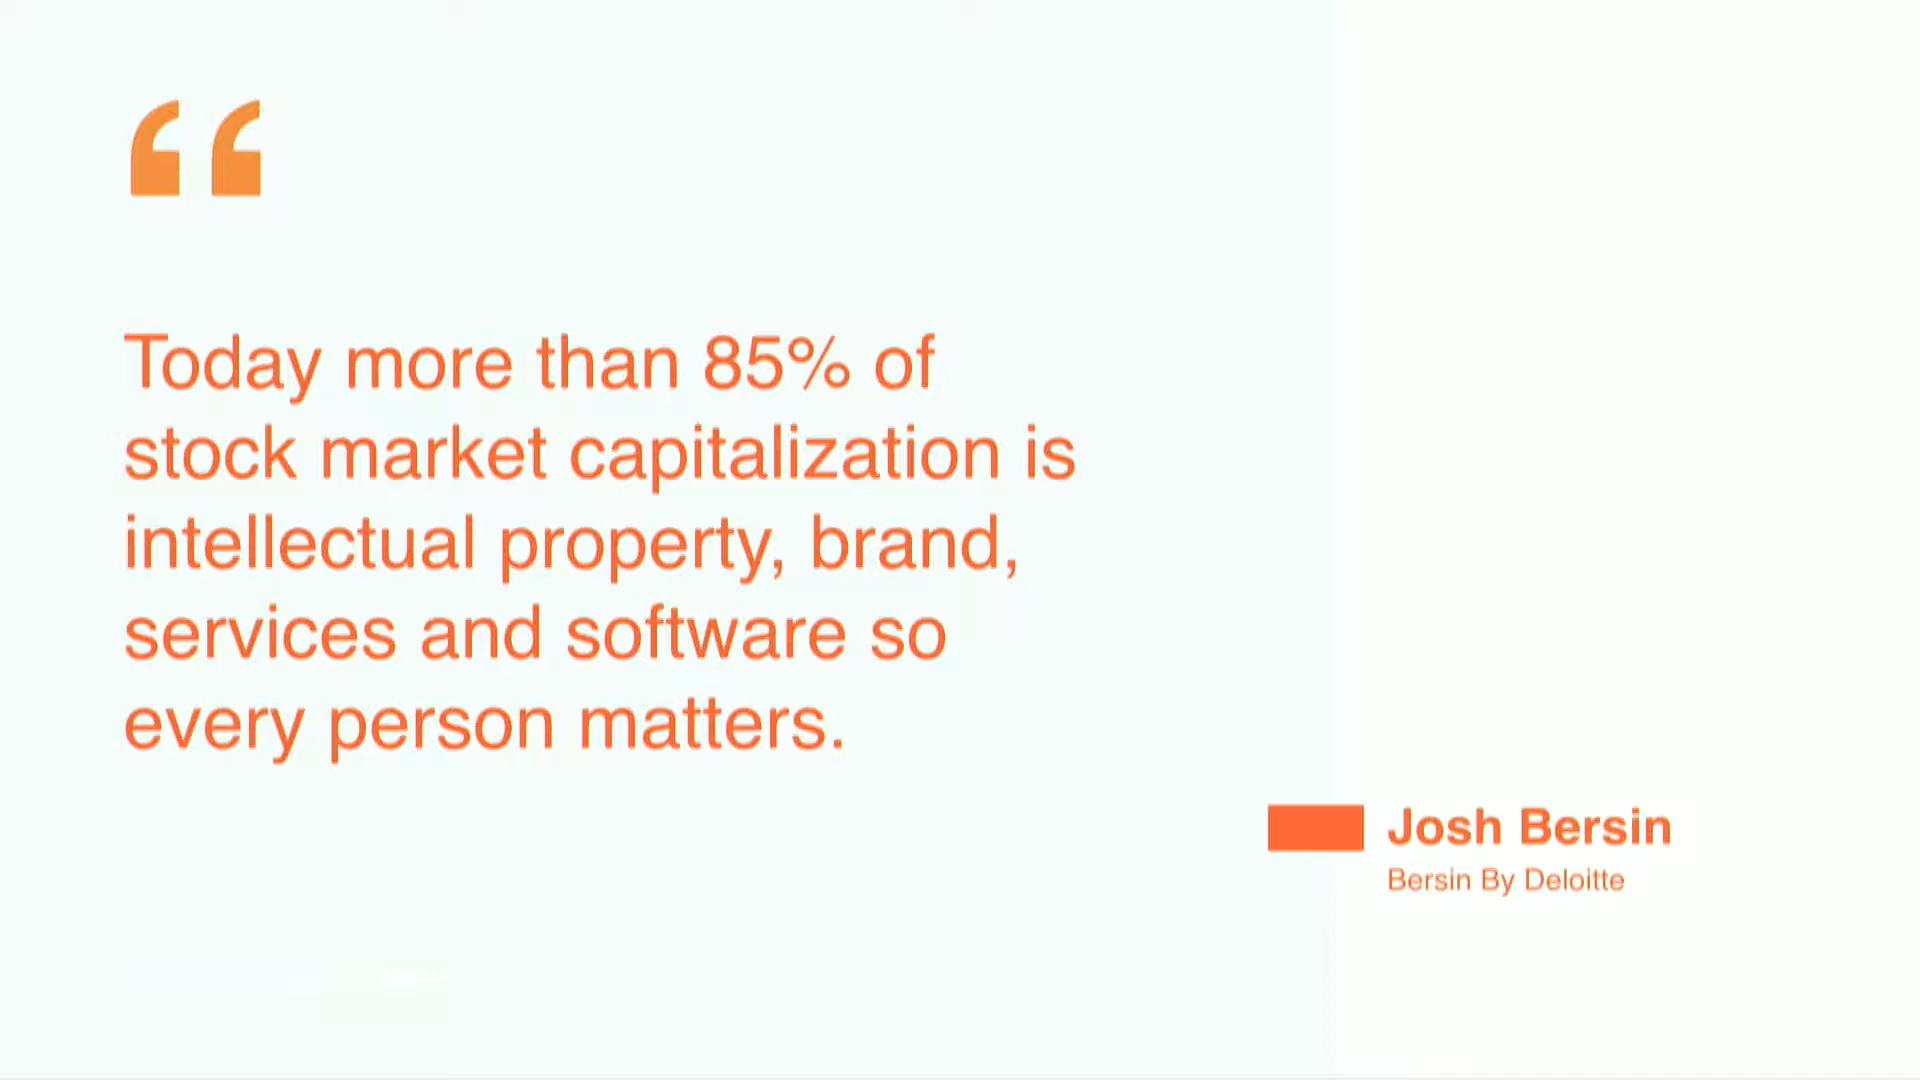 “
Today more than 85% of
stock market capitalization is
intellectual property, brand,
services and software so
every person matters.
Josh Bersin
Bersin By Deloitte